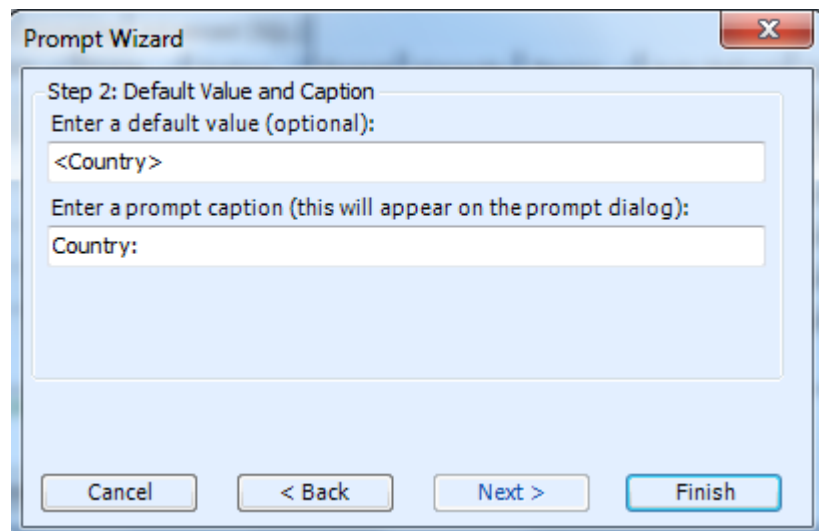 Prompt Wizard
x
Step 2: Default Value and Caption
Enter a default value (optional):
<Country>
Enter a prompt caption (this will appear on the prompt dialog):
Country:
Cancel
< Back
Next >
Finish